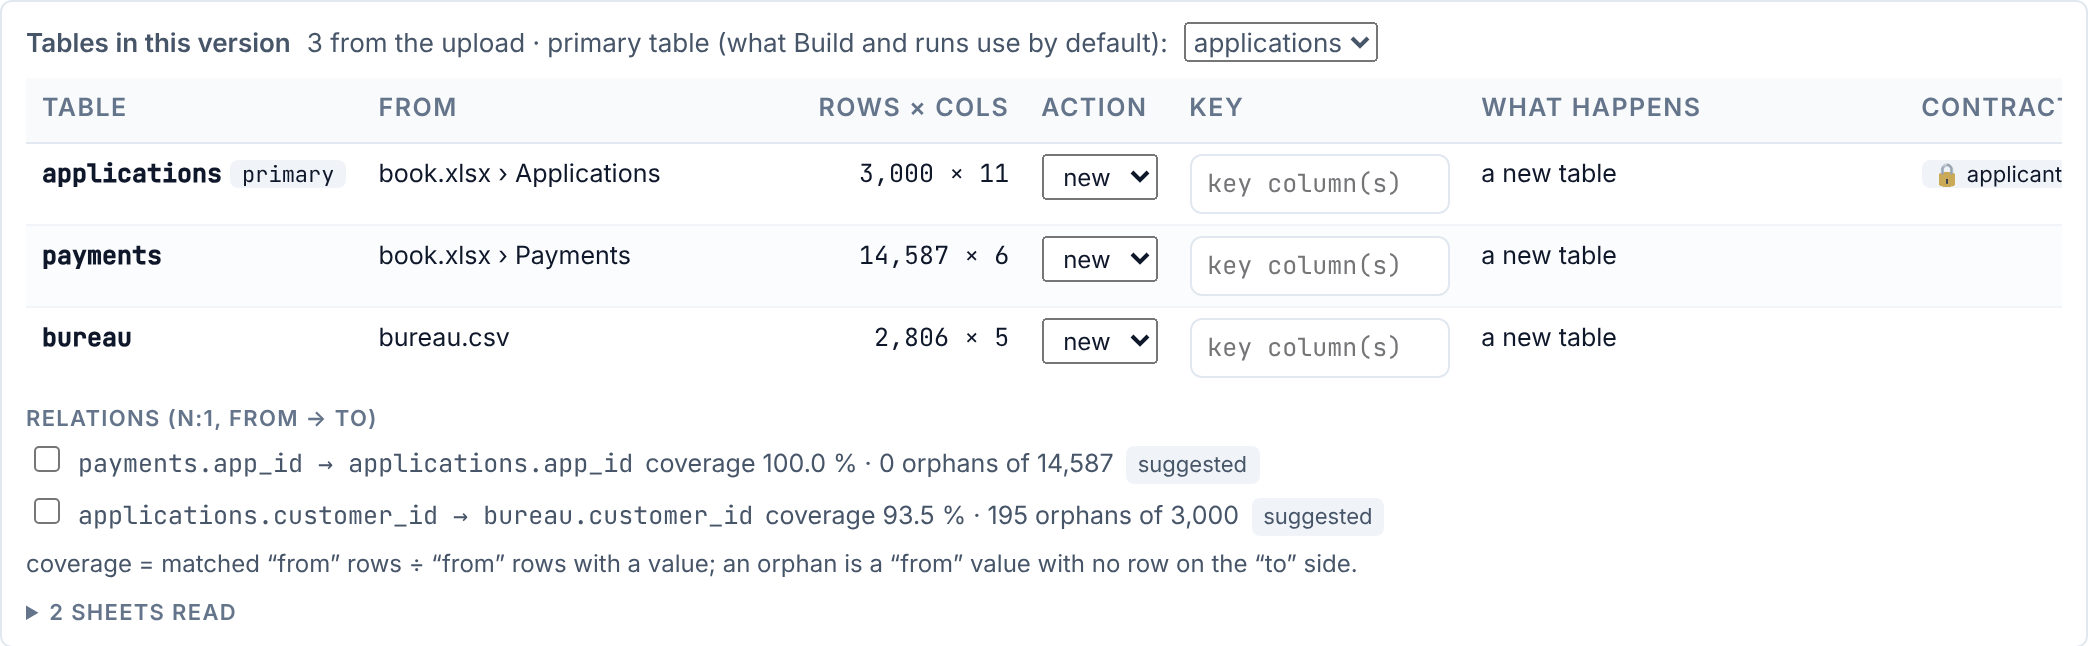 Tables in this version 3 from the upload · primary table (what Build and runs use by default): applications
TABLE FROM ROWS × COLS ACTION KEY WHAT HAPPENS CONTRACT
applications primary book.xlsx › Applications 3,000 × 11 new key column(s) a new table 🔒 applicant
payments book.xlsx › Payments 14,587 × 6 new key column(s) a new table
bureau bureau.csv 2,806 × 5 new key column(s) a new table
RELATIONS (N:1, FROM → TO)
payments.app_id → applications.app_id coverage 100.0 % · 0 orphans of 14,587 suggested
applications.customer_id → bureau.customer_id coverage 93.5 % · 195 orphans of 3,000 suggested
coverage = matched “from” rows ÷ “from” rows with a value; an orphan is a “from” value with no row on the “to” side.
▶ 2 SHEETS READ